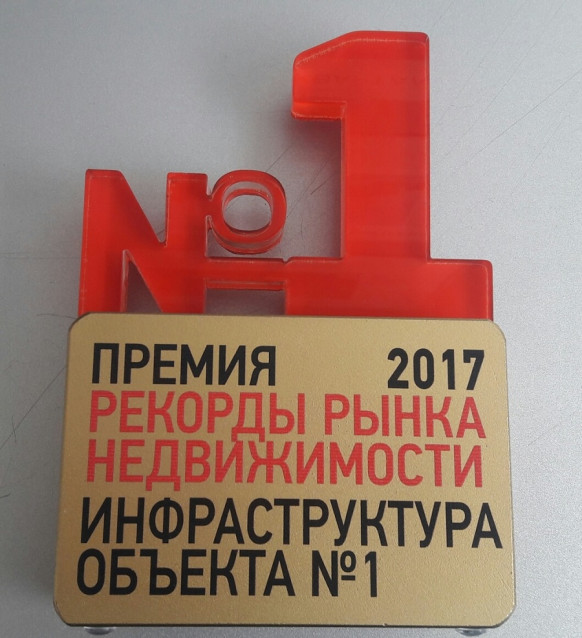 №1
ПРЕМИЯ 2017
РЕКОРДЫ РЫНКА
НЕДВИЖИМОСТИ
ИНФРАСТРУКТУРА
ОБЪЕКТА №1